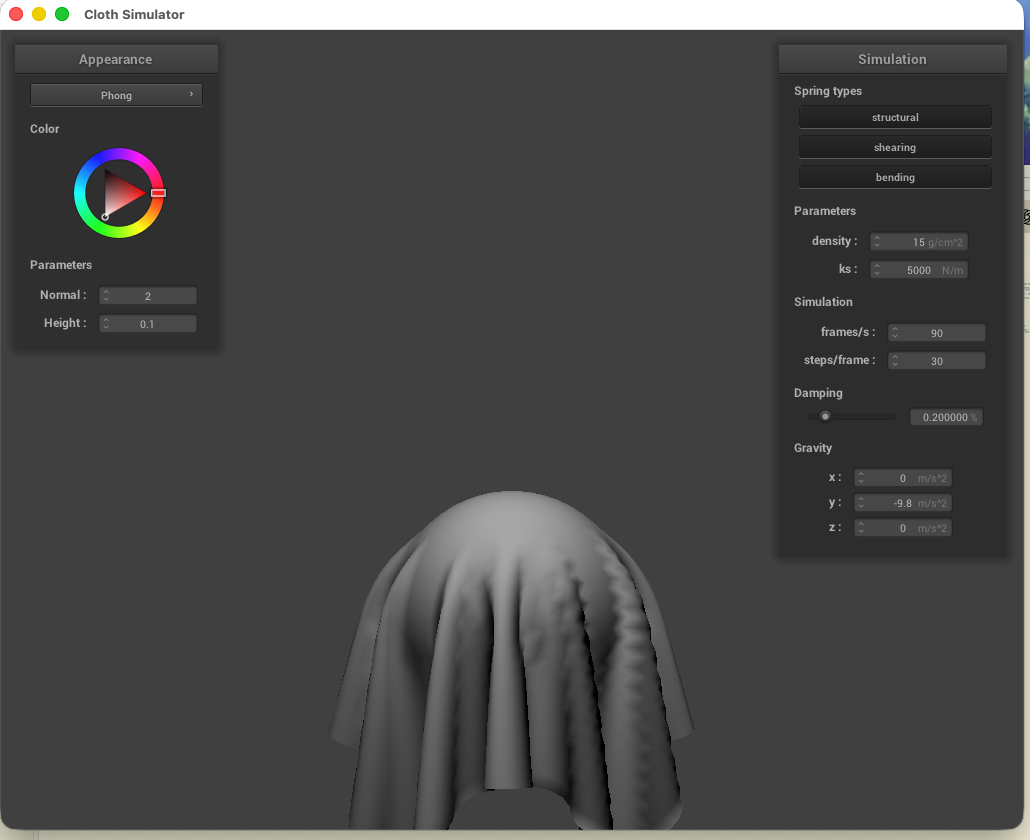 Cloth Simulator
Appearance
Phong
Color
Parameters
Normal : 2
Height : 0.1
Simulation
Spring types
structural
shearing
bending
Parameters
density : 15 g/cm^2
ks : 5000 N/m
Simulation
frames/s : 90
steps/frame : 30
Damping
0.200000 %
Gravity
x : 0 m/s^2
y : -9.8 m/s^2
z : 0 m/s^2